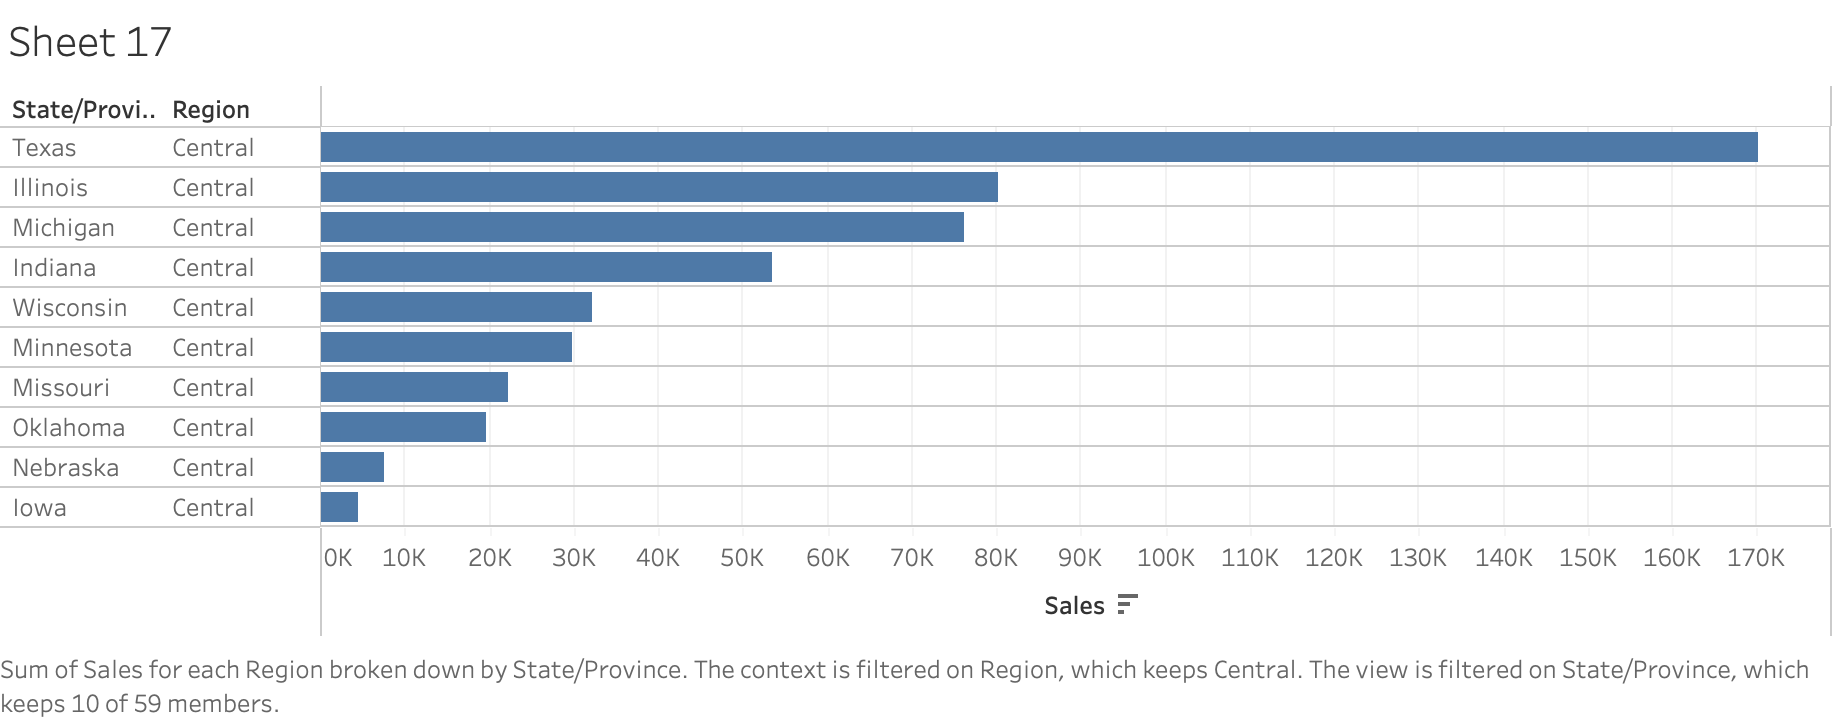 Sheet 17
State/Provi.. Region
Texas Central
Illinois Central
Michigan Central
Indiana Central
Wisconsin Central
Minnesota Central
Missouri Central
Oklahoma Central
Nebraska Central
Iowa Central
0K 10K 20K 30K 40K 50K 60K 70K 80K 90K 100K 110K 120K 130K 140K 150K 160K 170K
Sales
Sum of Sales for each Region broken down by State/Province. The context is filtered on Region, which keeps Central. The view is filtered on State/Province, which
keeps 10 of 59 members.